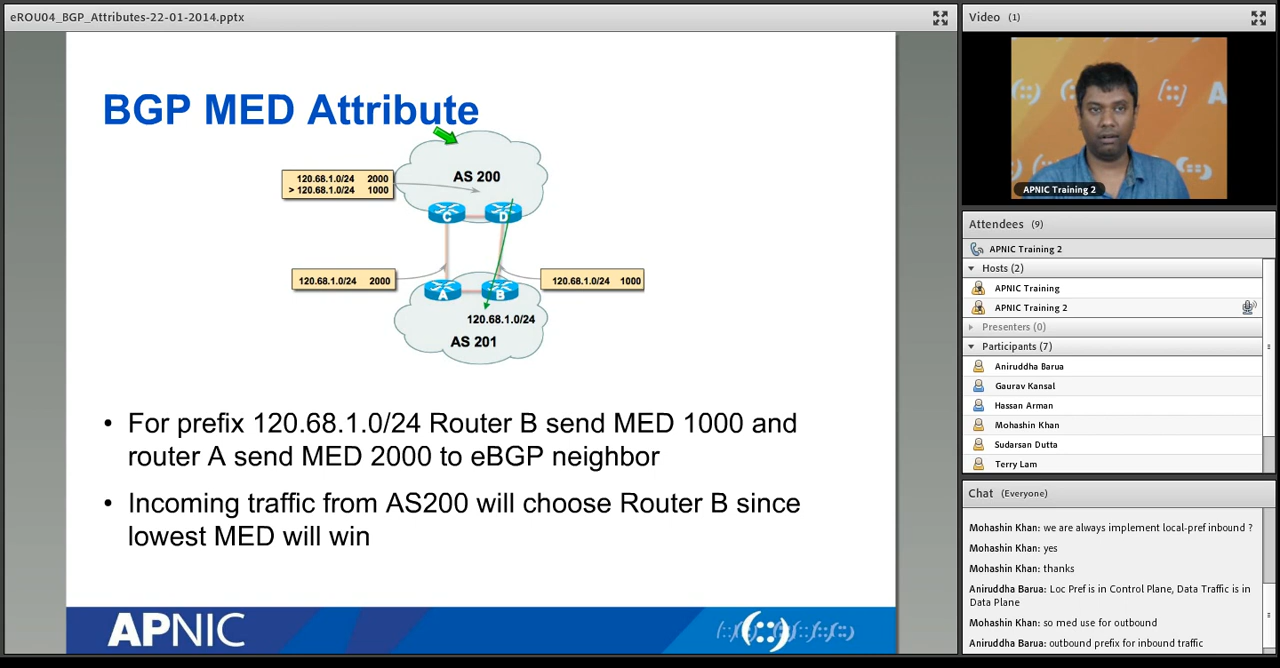 eROU04_BGP_Attributes-22-01-2014.pptx
BGP MED Attribute
AS 200
120.68.1.0/24 2000
> 120.68.1.0/24 1000
C
D
120.68.1.0/24 2000
A
B
120.68.1.0/24 1000
120.68.1.0/24
AS 201
• For prefix 120.68.1.0/24 Router B send MED 1000 and
router A send MED 2000 to eBGP neighbor
• Incoming traffic from AS200 will choose Router B since
lowest MED will win
APNIC
Video (1)
APNIC Training 2
Attendees (9)
APNIC Training 2
Hosts (2)
APNIC Training
APNIC Training 2
Presenters (0)
Participants (7)
Aniruddha Barua
Gaurav Kansal
Hassan Arman
Mohashin Khan
Sudarsan Dutta
Terry Lam
Chat (Everyone)
Mohashin Khan: we are always implement local-pref inbound ?
Mohashin Khan: yes
Mohashin Khan: thanks
Aniruddha Barua: Loc Pref is in Control Plane, Data Traffic is in
Data Plane
Mohashin Khan: so med use for outbound
Aniruddha Barua: outbound prefix for inbound traffic